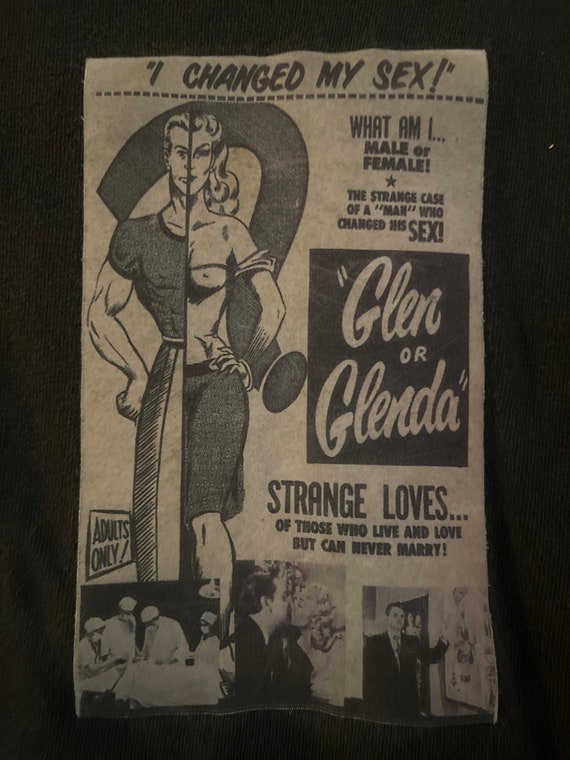 "I CHANGED MY SEX!"
WHAT AM I...
MALE or
FEMALE!
THE STRANGE CASE
OF A "MAN" WHO
CHANGED HIS SEX!
"Glen
OR
Glenda"
STRANGE LOVES...
OF THOSE WHO LIVE AND LOVE
BUT CAN NEVER MARRY!
ADULTS
ONLY!